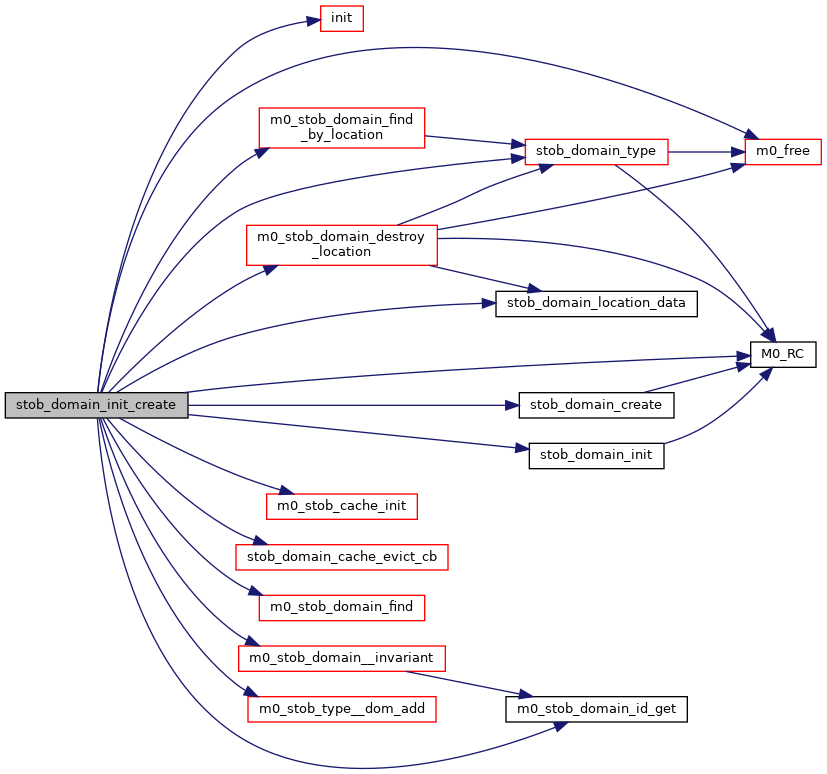 init
m0_stob_domain_find
_by_location
stob_domain_type
m0_free
m0_stob_domain_destroy
_location
stob_domain_location_data
M0_RC
stob_domain_init_create
stob_domain_create
stob_domain_init
m0_stob_cache_init
stob_domain_cache_evict_cb
m0_stob_domain_find
m0_stob_domain__invariant
m0_stob_type__dom_add
m0_stob_domain_id_get